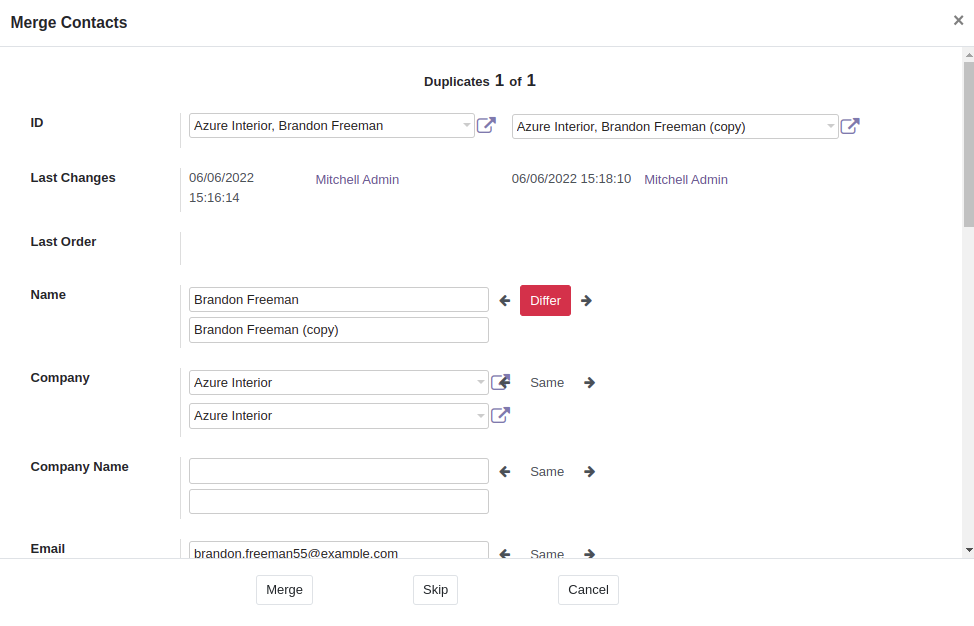 Merge Contacts ×
Duplicates 1 of 1
ID Azure Interior, Brandon Freeman Azure Interior, Brandon Freeman (copy)
Last Changes 06/06/2022 15:16:14 Mitchell Admin 06/06/2022 15:18:10 Mitchell Admin
Last Order
Name Brandon Freeman Differ
Brandon Freeman (copy)
Company Azure Interior Same
Azure Interior
Company Name Same
Email brandon.freeman55@example.com Same
Merge Skip Cancel